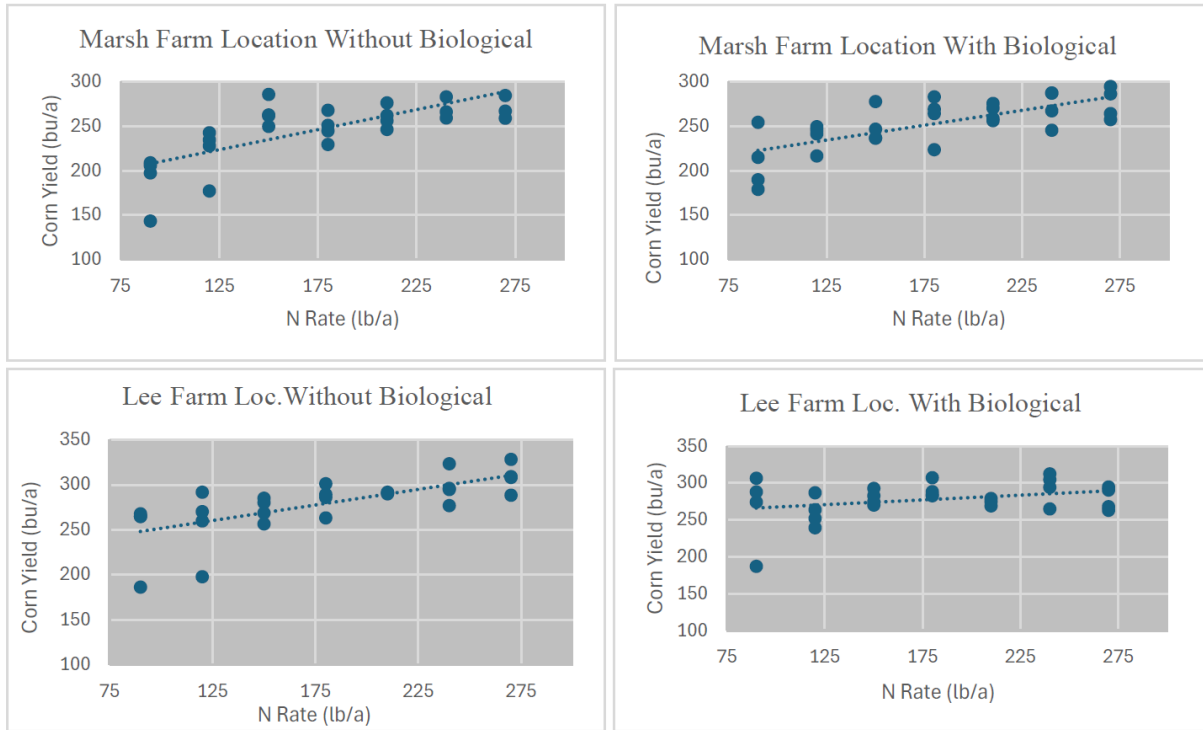 Marsh Farm Location Without Biological
300
250
200
150
100
Corn Yield (bu/a)
75 125 175 225 275
N Rate (lb/a)
Marsh Farm Location With Biological
300
250
200
150
100
Corn Yield (bu/a)
75 125 175 225 275
N Rate (lb/a)
Lee Farm Loc.Without Biological
350
300
250
200
150
100
Corn Yield (bu/a)
75 125 175 225 275
N Rate (lb/a)
Lee Farm Loc. With Biological
350
300
250
200
150
100
Corn Yield (bu/a)
75 125 175 225 275
N Rate (lb/a)